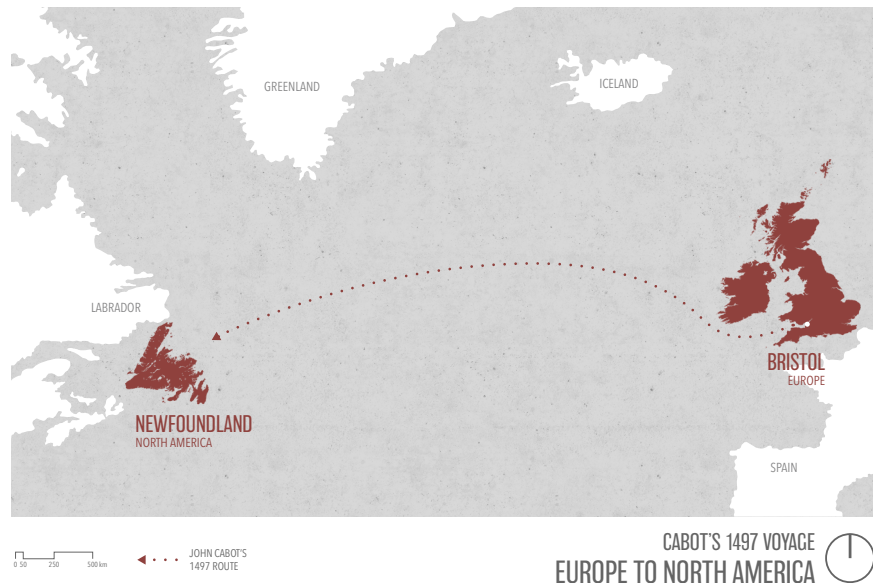 GREENLAND
ICELAND
LABRADOR
BRISTOL
EUROPE
NEWFOUNDLAND
NORTH AMERICA
SPAIN
0 50 250 500 km
JOHN CABOT'S
1497 ROUTE
CABOT'S 1497 VOYAGE
EUROPE TO NORTH AMERICA